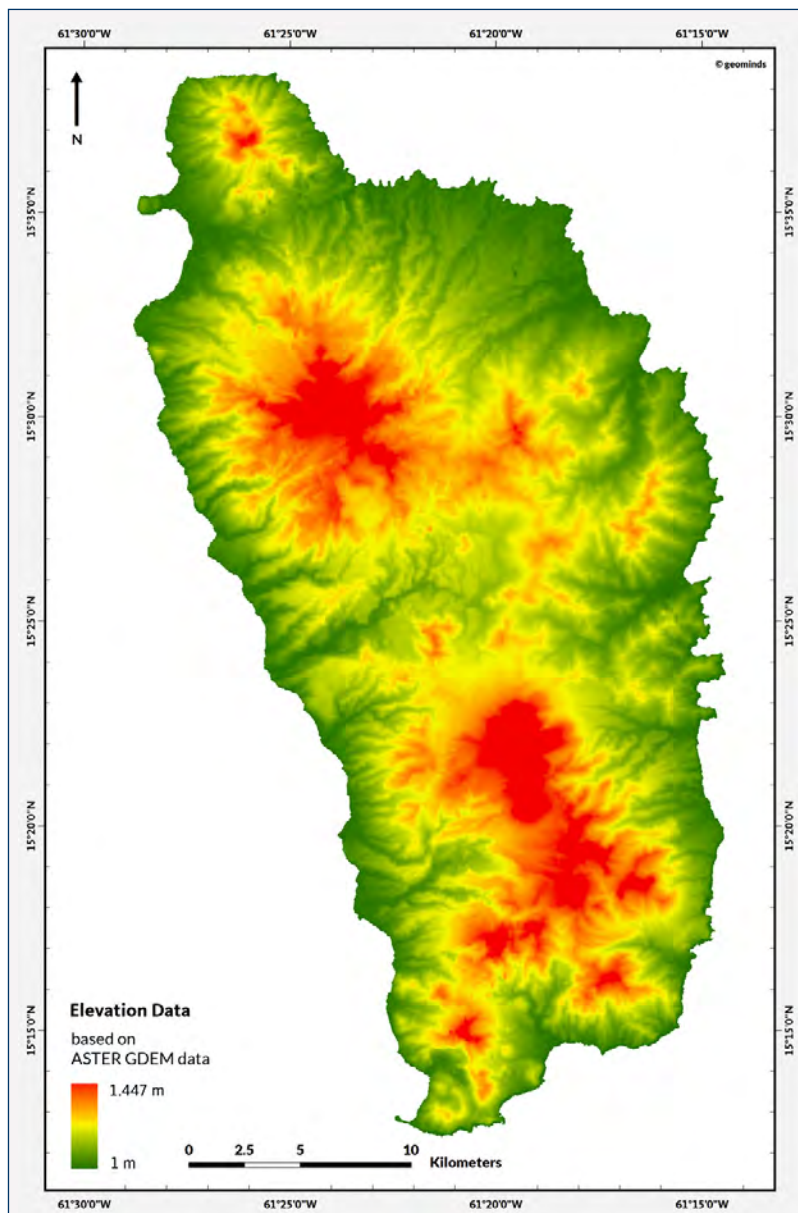 61°30'0"W 61°25'0"W 61°20'0"W 61°15'0"W
© geominds
N
15°35'0"N 15°35'0"N
15°30'0"N 15°30'0"N
15°25'0"N 15°25'0"N
15°20'0"N 15°20'0"N
15°15'0"N 15°15'0"N
Elevation Data
based on
ASTER GDEM data
1.447 m
1 m
0 2.5 5 10
Kilometers
61°30'0"W 61°25'0"W 61°20'0"W 61°15'0"W